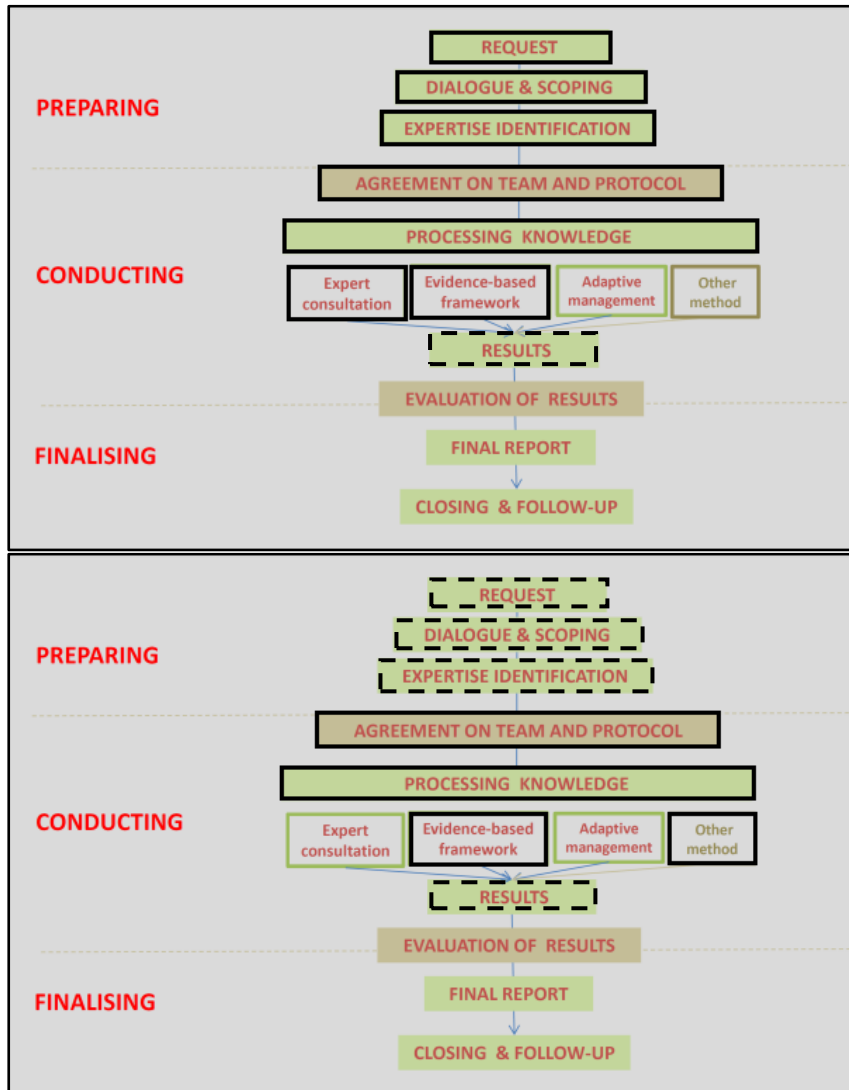 REQUEST
DIALOGUE & SCOPING
PREPARING
EXPERTISE IDENTIFICATION
AGREEMENT ON TEAM AND PROTOCOL
PROCESSING KNOWLEDGE
CONDUCTING
Expert
consultation
Evidence-based
framework
Adaptive
management
Other
method
RESULTS
EVALUATION OF RESULTS
FINALISING
FINAL REPORT
CLOSING & FOLLOW-UP
REQUEST
DIALOGUE & SCOPING
PREPARING
EXPERTISE IDENTIFICATION
AGREEMENT ON TEAM AND PROTOCOL
PROCESSING KNOWLEDGE
CONDUCTING
Expert
consultation
Evidence-based
framework
Adaptive
management
Other
method
RESULTS
EVALUATION OF RESULTS
FINALISING
FINAL REPORT
CLOSING & FOLLOW-UP